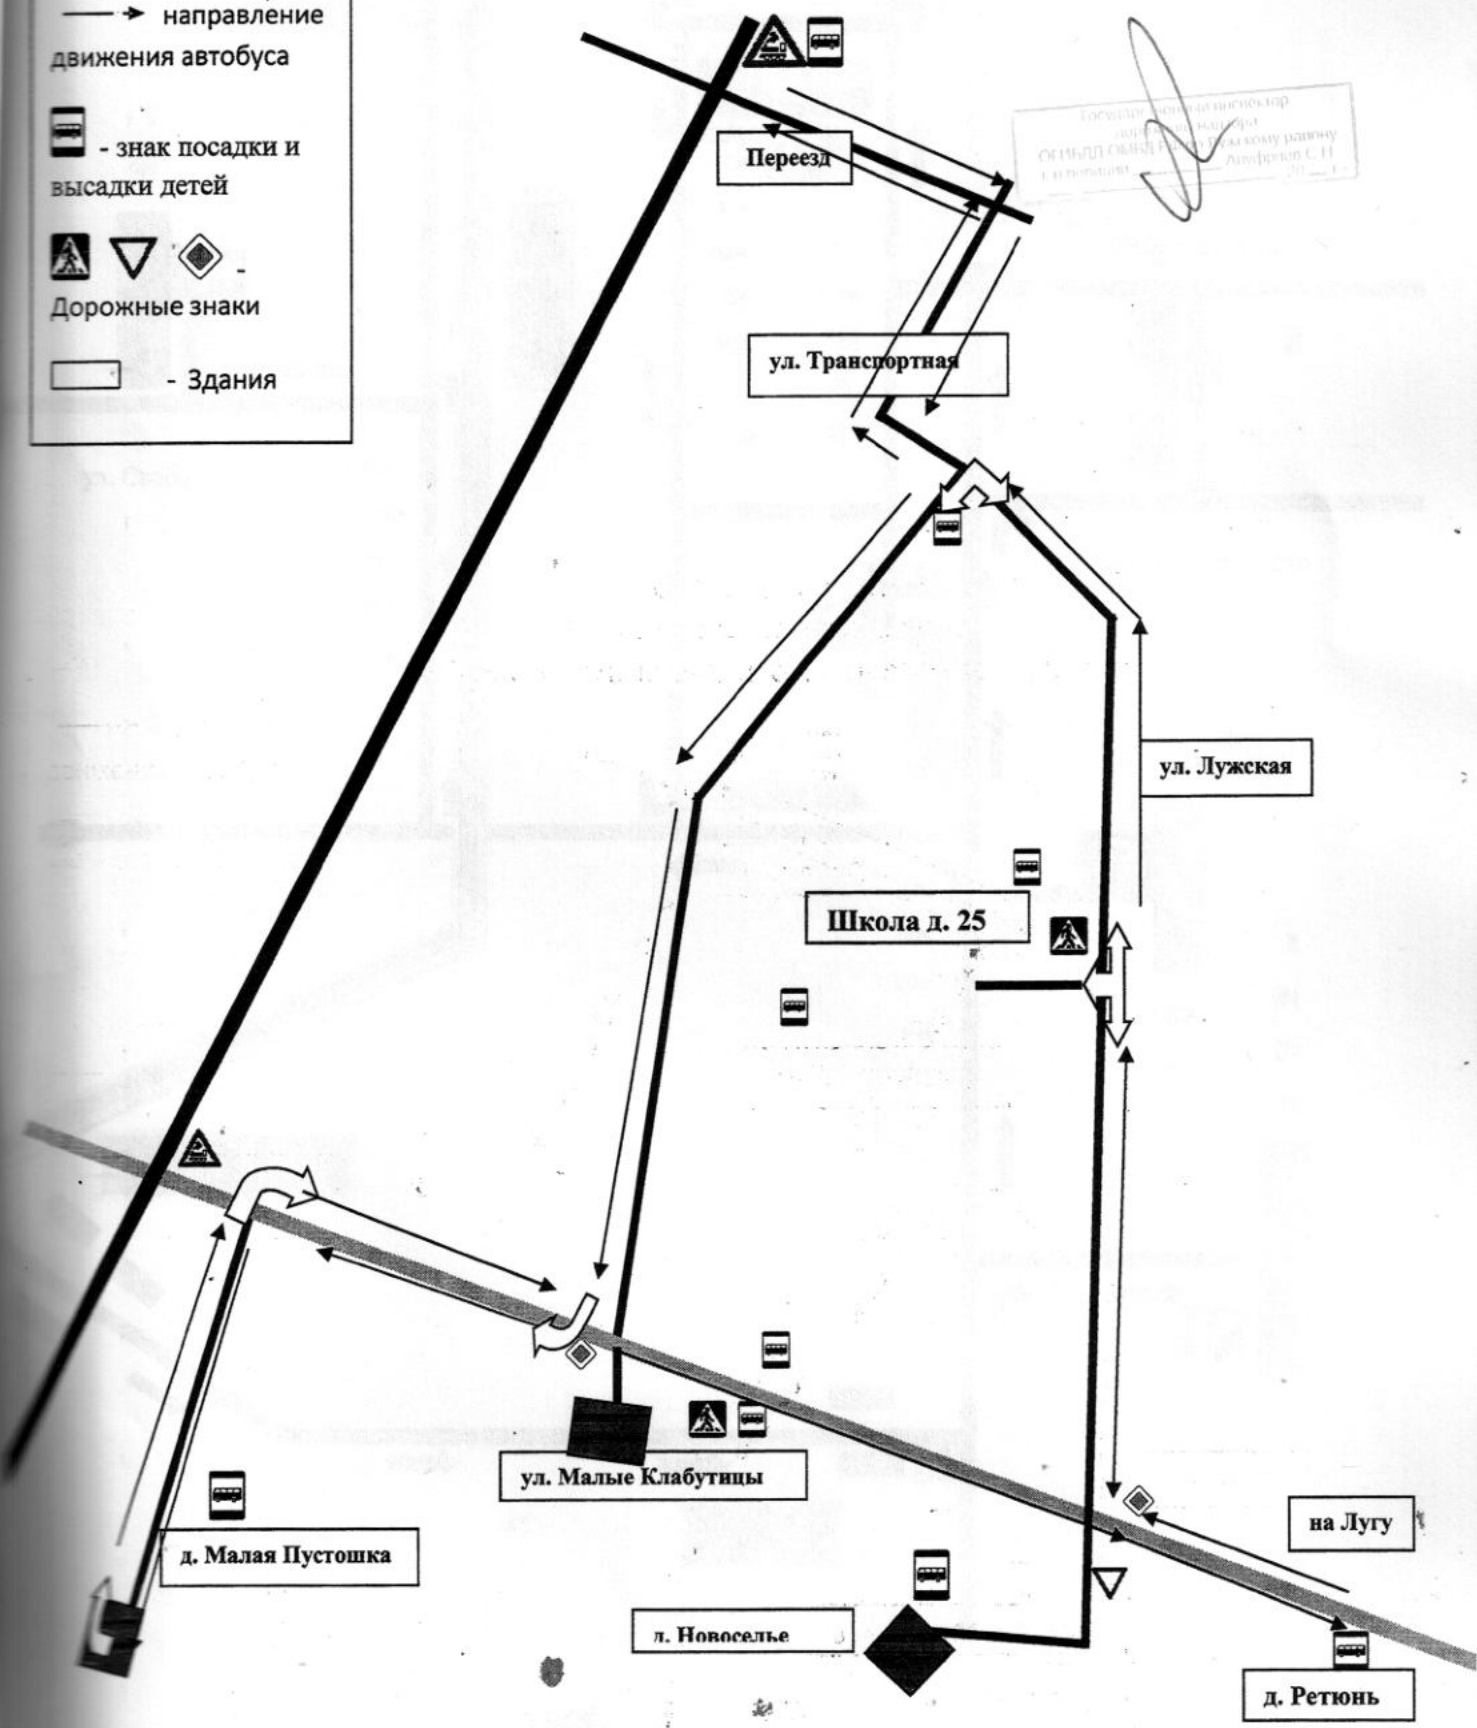 направление
движения автобуса
- знак посадки и
высадки детей
-
Дорожные знаки
- Здания
Переезд
ул. Транспортная
ул. Лужская
Школа д. 25
ул. Малые Клабутицы
на Лугу
д. Малая Пустошка
д. Новоселье
д. Ретюнь